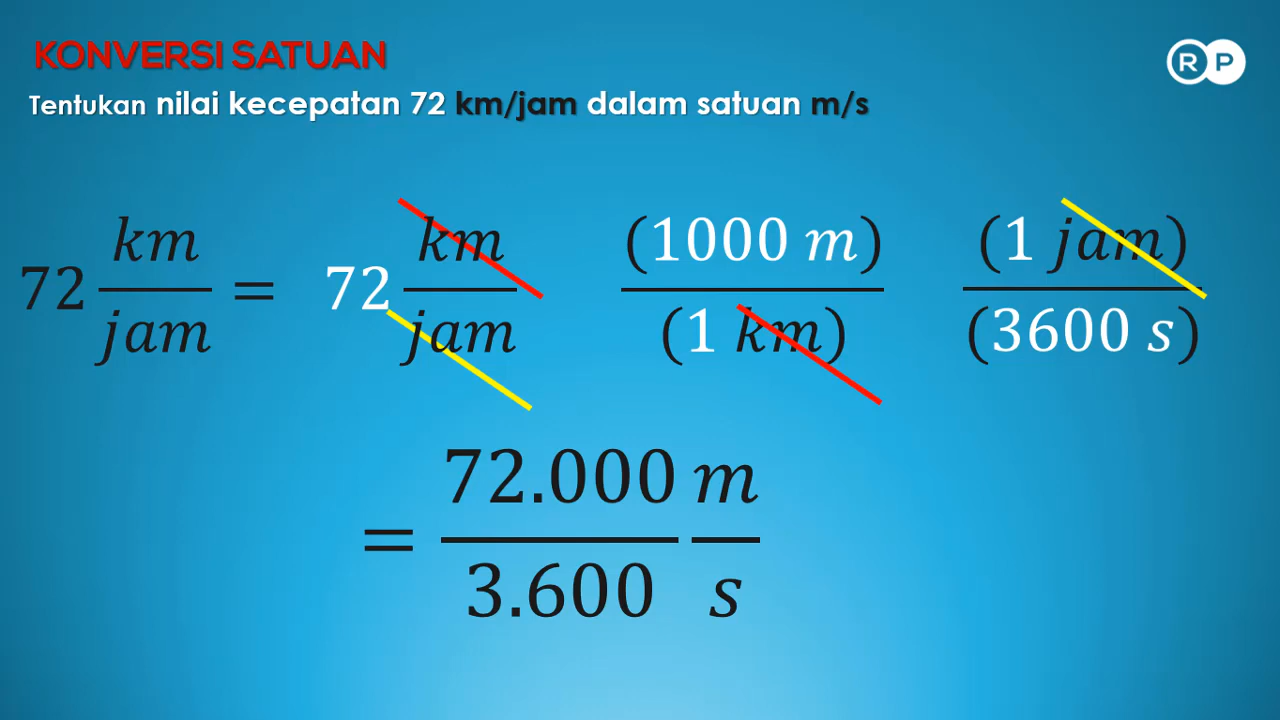 KONVERSI SATUAN
R P
Tentukan nilai kecepatan 72 km/jam dalam satuan m/s
72 km/jam = 72 km/jam (1000 m)/(1 km) (1 jam)/(3600 s)
= 72.000/3.600 m/s